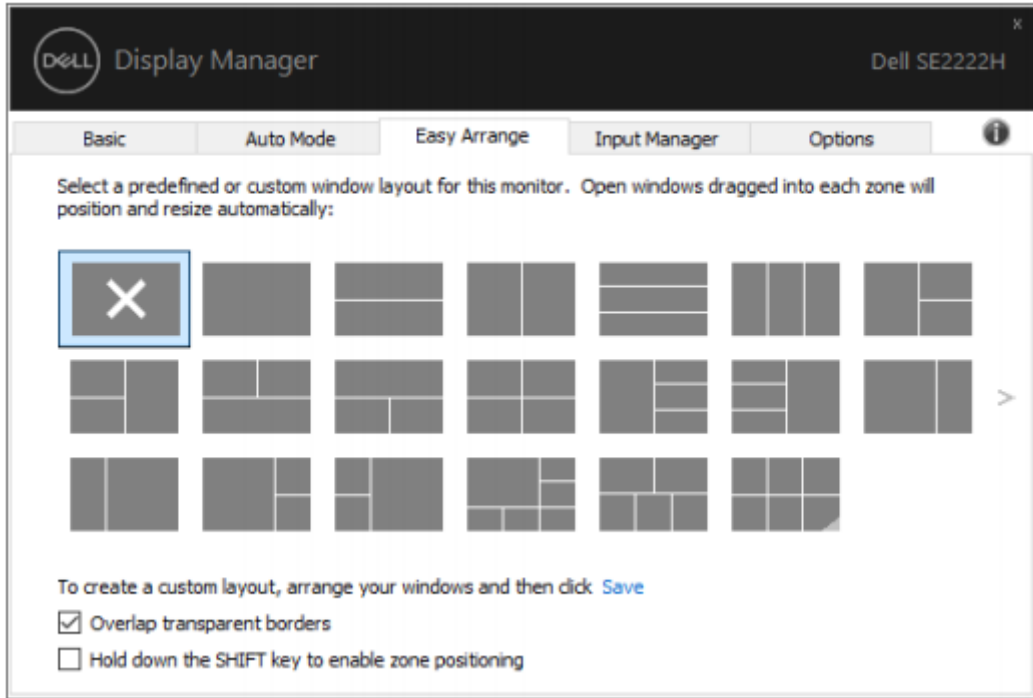 x
DELL Display Manager
Dell SE2222H
Basic Auto Mode Easy Arrange Input Manager Options
Select a predefined or custom window layout for this monitor. Open windows dragged into each zone will
position and resize automatically:
>
To create a custom layout, arrange your windows and then click Save
Overlap transparent borders
Hold down the SHIFT key to enable zone positioning